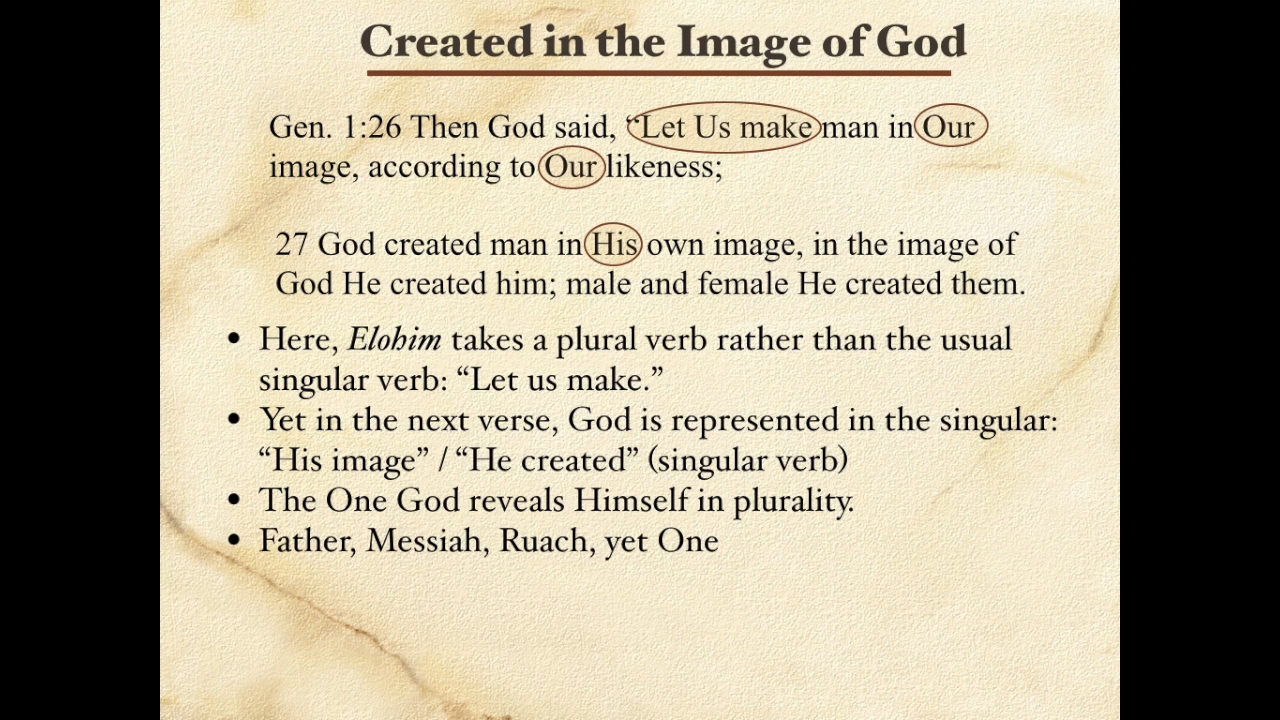 Created in the Image of God
Gen. 1:26 Then God said, “Let Us make man in Our
image, according to Our likeness;
27 God created man in His own image, in the image of
God He created him; male and female He created them.
• Here, Elohim takes a plural verb rather than the usual
singular verb: “Let us make.”
• Yet in the next verse, God is represented in the singular:
“His image” / “He created” (singular verb)
• The One God reveals Himself in plurality.
• Father, Messiah, Ruach, yet One